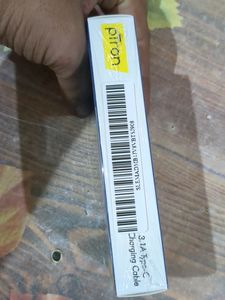 ptron
3.1A Type-C
Charging Cable